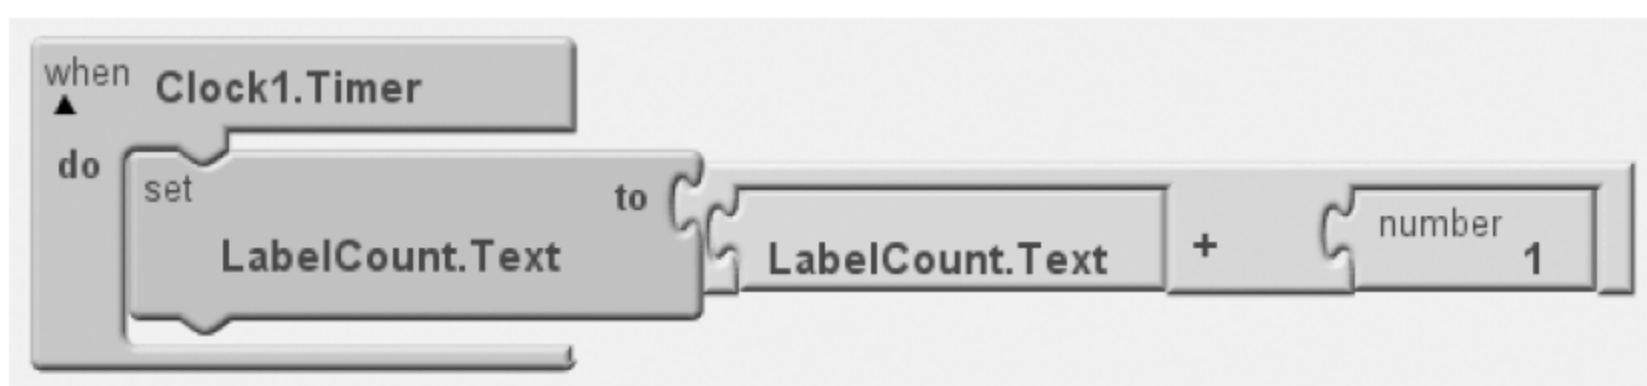 when Clock1.Timer
do
set to
LabelCount.Text LabelCount.Text + number 1